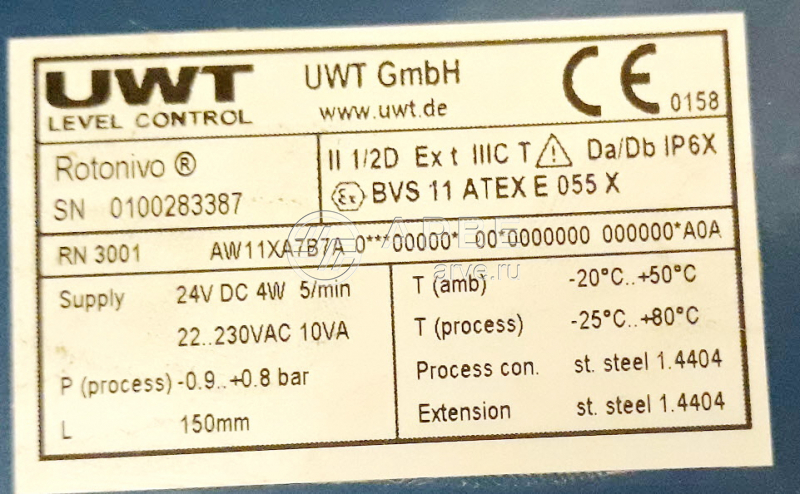 UWT
LEVEL CONTROL
UWT GmbH
www.uwt.de
CE 0158
Rotonivo ®
SN 0100283387
II 1/2D Ex t IIIC T ⚠ Da/Db IP6X
Ex BVS 11 ATEX E 055 X
RN 3001 AW11XA7B7A 0**/00000* 00*0000000 000000*A0A
АРВЕ
arve.ru
Supply 24V DC 4W 5/min
22..230VAC 10VA
P (process) -0.9..+0.8 bar
L 150mm
T (amb) -20°C..+50°C
T (process) -25°C..+80°C
Process con. st. steel 1.4404
Extension st. steel 1.4404